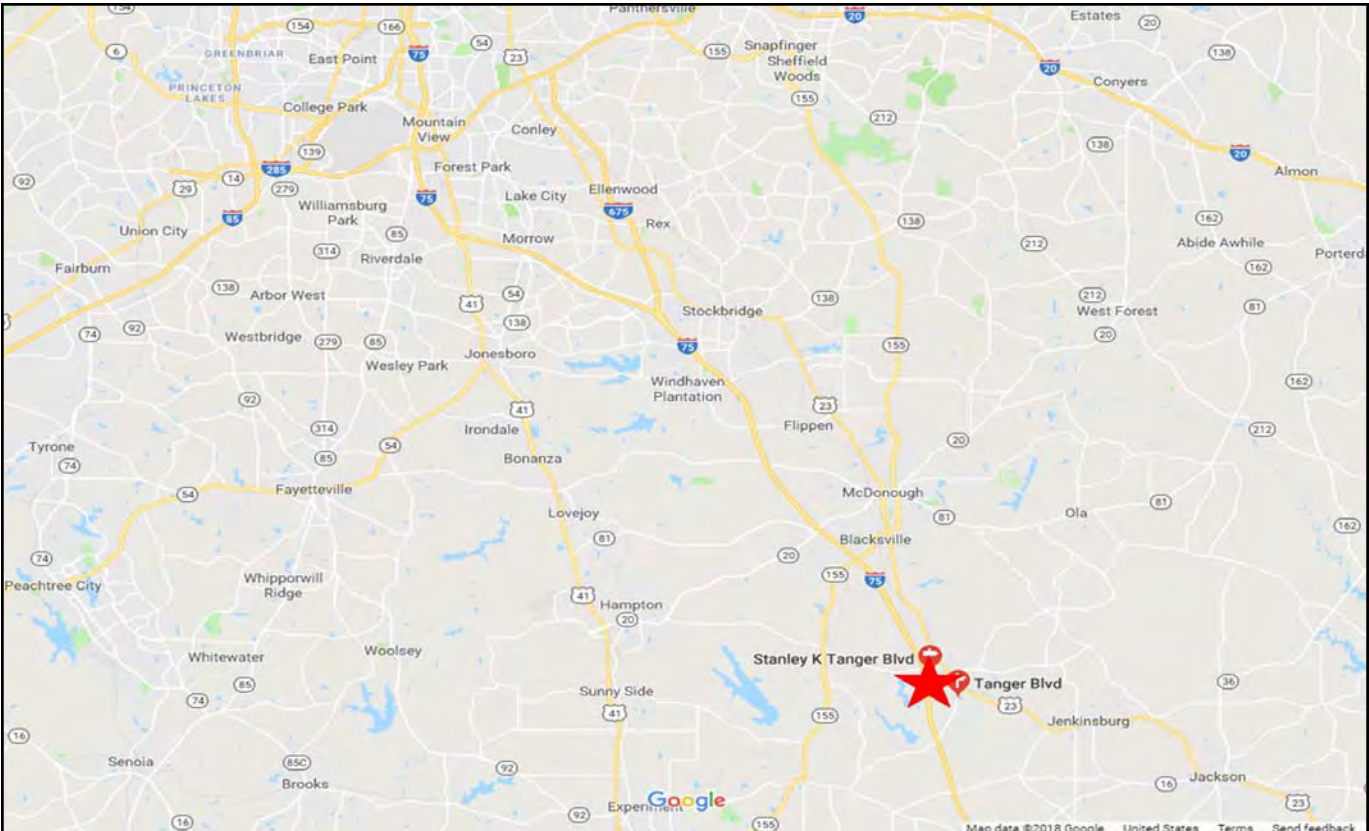 154
154
166
Panthersville
20
Estates
20
6
GREENBRIAR
East Point
75
54
23
155
Snapfinger
Sheffield
Woods
138
PRINCETON
LAKES
20
Conyers
College Park
155
Mountain
View
Conley
212
139
Forest Park
138
20
92
285
Almon
29
14
279
75
Lake City
Ellenwood
Williamsburg
Park
675
85
Union City
Rex
138
162
85
314
Morrow
212
Abide Awhile
Riverdale
Porterd
Fairburn
162
138
Arbor West
54
41
138
212
81
Stockbridge
West Forest
74
92
138
20
Westbridge
279
85
75
155
Jonesboro
Wesley Park
Windhaven
Plantation
162
92
41
23
314
Irondale
Flippen
212
Tyrone
54
20
74
85
Bonanza
54
Fayetteville
McDonough
81
Lovejoy
81
Ola
162
81
Blacksville
74
20
155
75
Peachtree City
Whipporwill
Ridge
41
Hampton
20
Woolsey
Whitewater
Stanley K Tanger Blvd
85
Tanger Blvd
36
74
Sunny Side
23
41
155
Jenkinsburg
16
Senoia
85C
92
Brooks
16
Jackson
Google
23
92
Experiment
16
155
Map data ©2018 Google United States Terms Send feedback